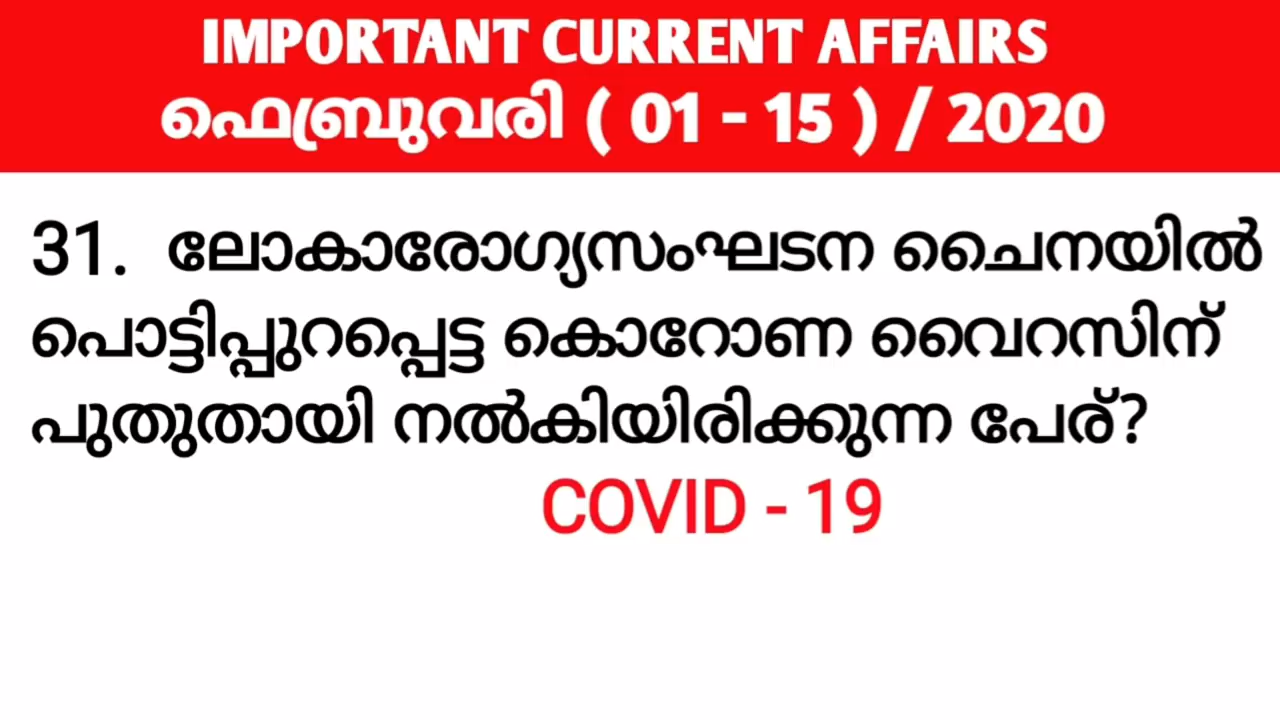 IMPORTANT CURRENT AFFAIRS
ഫെബ്രുവരി ( 01 - 15 ) / 2020
31. ലോകാരോഗ്യസംഘടന ചൈനയിൽ
പൊട്ടിപ്പുറപ്പെട്ട കൊറോണ വൈറസിന്
പുതുതായി നൽകിയിരിക്കുന്ന പേര്?
COVID - 19